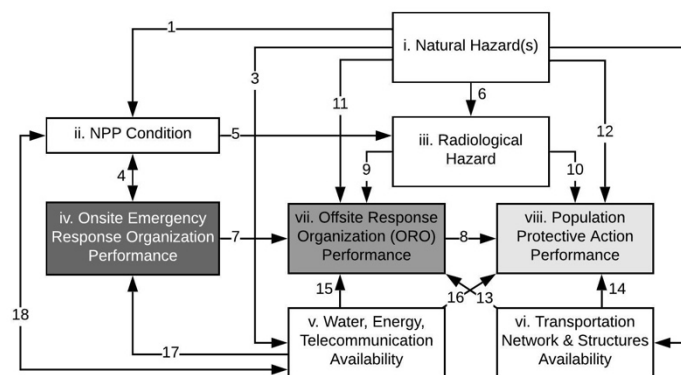 i. Natural Hazard(s)
1
3
11
6
12
ii. NPP Condition
5
iii. Radiological
Hazard
9
10
4
iv. Onsite Emergency
Response Organization
Performance
7
vii. Offsite Response
Organization (ORO)
Performance
8
viii. Population
Protective Action
Performance
15
16
13
14
18
17
v. Water, Energy,
Telecommunication
Availability
vi. Transportation
Network & Structures
Availability